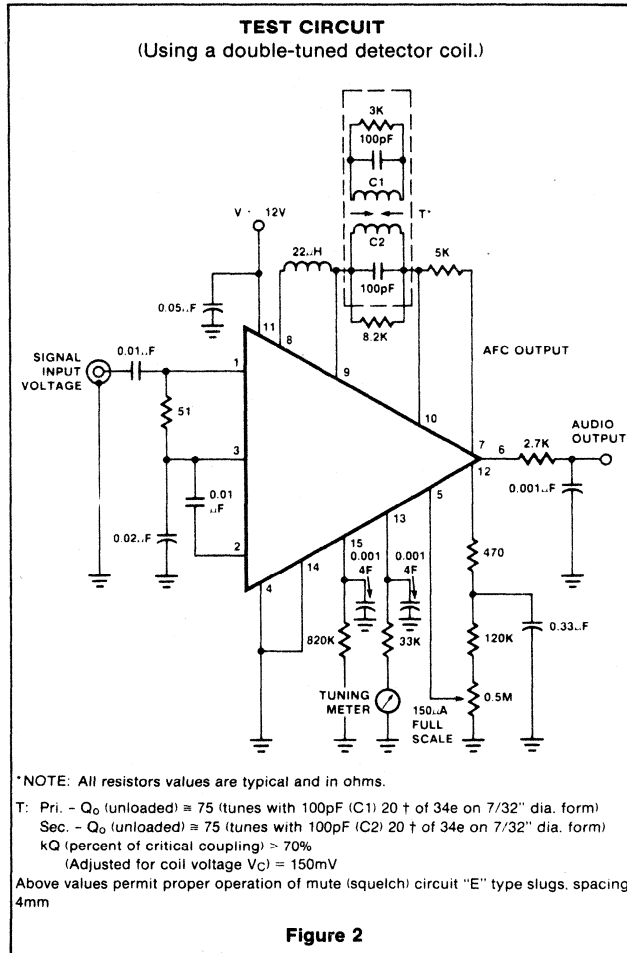 TEST CIRCUIT
(Using a double-tuned detector coil.)
3K
100pF
C1
T*
C2
100pF
8.2K
V · 12V
22..H
5K
0.05..F
11
8
9
10
AFC OUTPUT
SIGNAL
INPUT
VOLTAGE
0.01..F
1
51
3
0.01
..F
0.02..F
2
7
6
12
2.7K
AUDIO
OUTPUT
0.001..F
5
13
15
14
4
0.001
4F
0.001
4F
470
820K
33K
120K
0.33..F
TUNING
METER
150..A
FULL
SCALE
0.5M
*NOTE: All resistors values are typical and in ohms.
T: Pri. – Qo (unloaded) ≅ 75 (tunes with 100pF (C1) 20 † of 34e on 7/32" dia. form)
Sec. – Qo (unloaded) ≅ 75 (tunes with 100pF (C2) 20 † of 34e on 7/32" dia. form)
kQ (percent of critical coupling) > 70%
(Adjusted for coil voltage VC) = 150mV
Above values permit proper operation of mute (squelch) circuit "E" type slugs, spacing
4mm
Figure 2